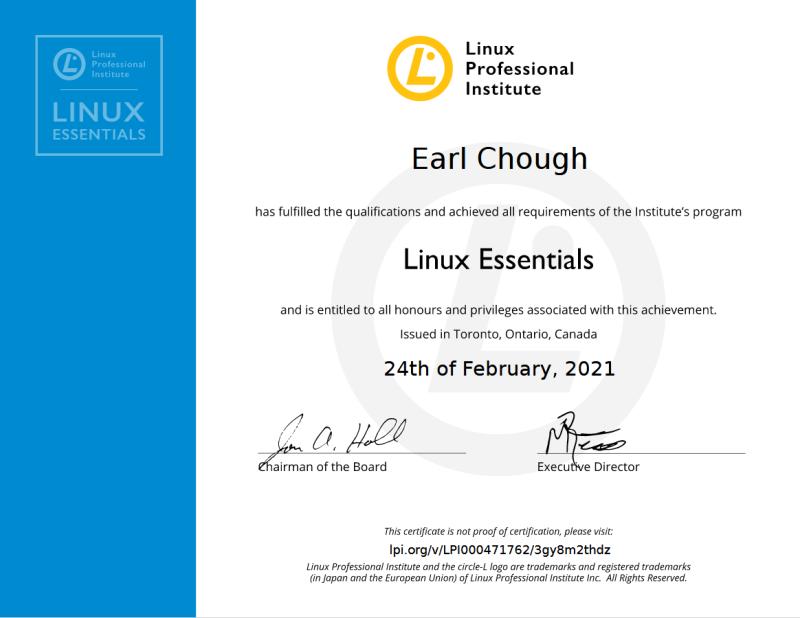 Linux
Professional
Institute
LINUX
ESSENTIALS
Linux
Professional
Institute
Earl Chough
has fulfilled the qualifications and achieved all requirements of the Institute's program
Linux Essentials
and is entitled to all honours and privileges associated with this achievement.
Issued in Toronto, Ontario, Canada
24th of February, 2021
Jon A. Hall
Chairman of the Board
Executive Director
This certificate is not proof of certification, please visit:
lpi.org/v/LPI000471762/3gy8m2thdz
Linux Professional Institute and the circle-L logo are trademarks and registered trademarks
(in Japan and the European Union) of Linux Professional Institute Inc. All Rights Reserved.